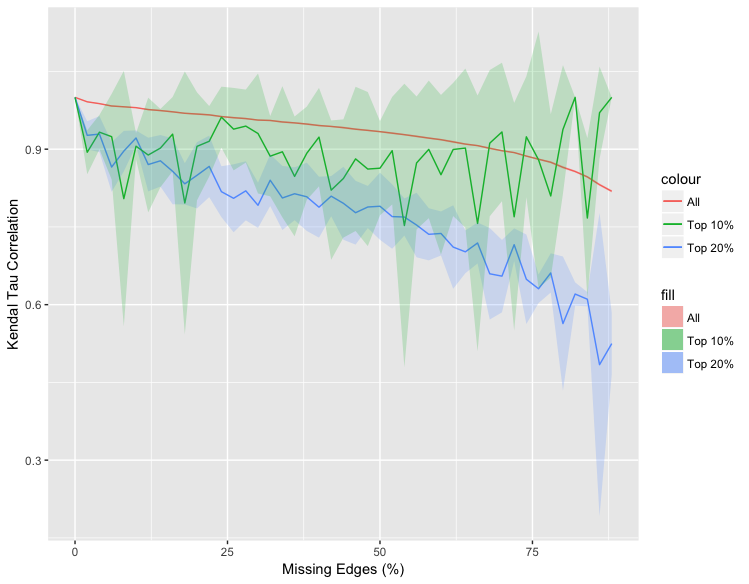 0.9
0.6
0.3
Kendal Tau Correlation
0
25
50
75
Missing Edges (%)
colour
All
Top 10%
Top 20%
fill
All
Top 10%
Top 20%